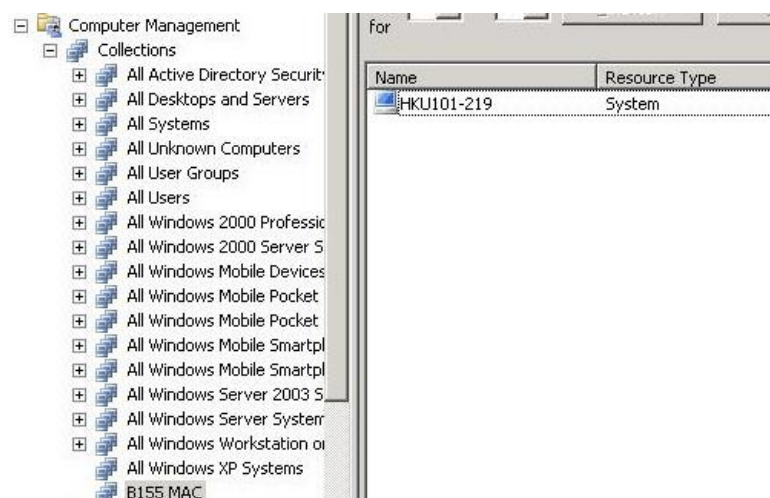 Computer Management
Collections
All Active Directory Securit
All Desktops and Servers
All Systems
All Unknown Computers
All User Groups
All Users
All Windows 2000 Professio
All Windows 2000 Server S
All Windows Mobile Devices
All Windows Mobile Pocket
All Windows Mobile Pocket
All Windows Mobile Smartpl
All Windows Mobile Smartpl
All Windows Server 2003 S
All Windows Server System
All Windows Workstation or
All Windows XP Systems
B155 MAC
for
Name Resource Type
HKU101-219 System